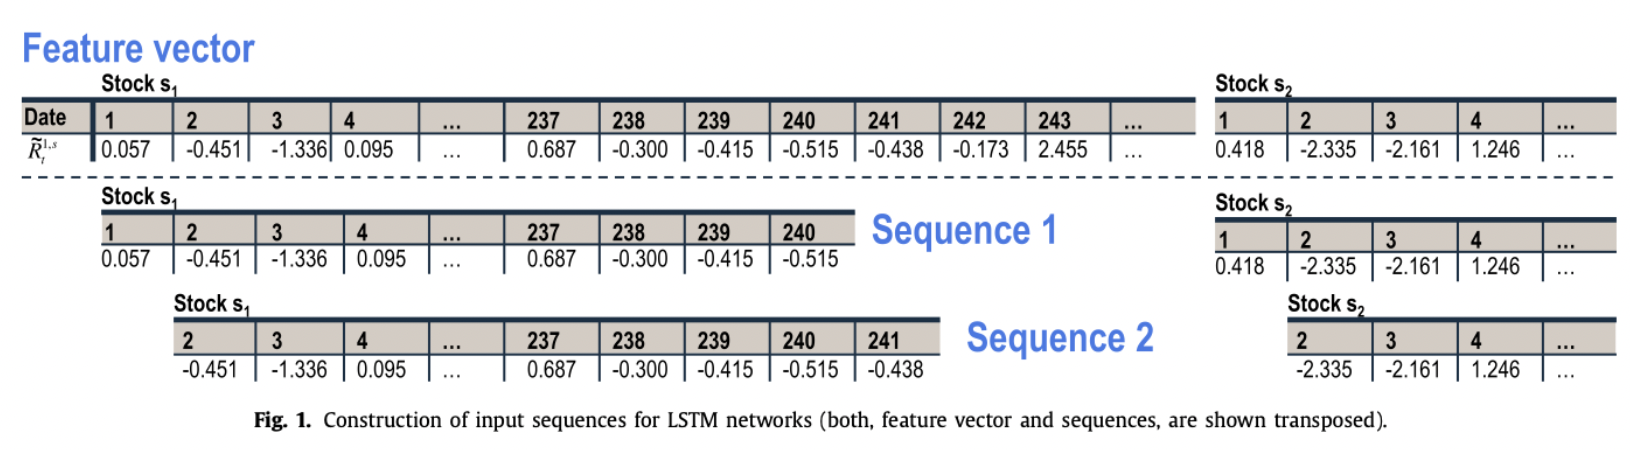 Feature vector
Stock s1 Stock s2
Date 1 2 3 4 ... 237 238 239 240 241 242 243 ... 1 2 3 4 ...
R̃t1,s 0.057 -0.451 -1.336 0.095 ... 0.687 -0.300 -0.415 -0.515 -0.438 -0.173 2.455 ... 0.418 -2.335 -2.161 1.246 ...
Stock s1 Stock s2
1 2 3 4 ... 237 238 239 240 Sequence 1 1 2 3 4 ...
0.057 -0.451 -1.336 0.095 ... 0.687 -0.300 -0.415 -0.515 0.418 -2.335 -2.161 1.246 ...
Stock s1 Stock s2
2 3 4 ... 237 238 239 240 241 Sequence 2 2 3 4 ...
-0.451 -1.336 0.095 ... 0.687 -0.300 -0.415 -0.515 -0.438 -2.335 -2.161 1.246 ...
Fig. 1. Construction of input sequences for LSTM networks (both, feature vector and sequences, are shown transposed).